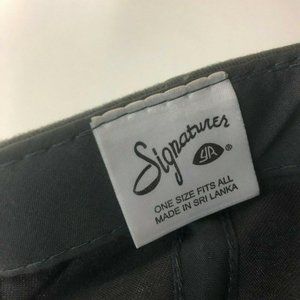 Signatures
YA ®
ONE SIZE FITS ALL
MADE IN SRI LANKA